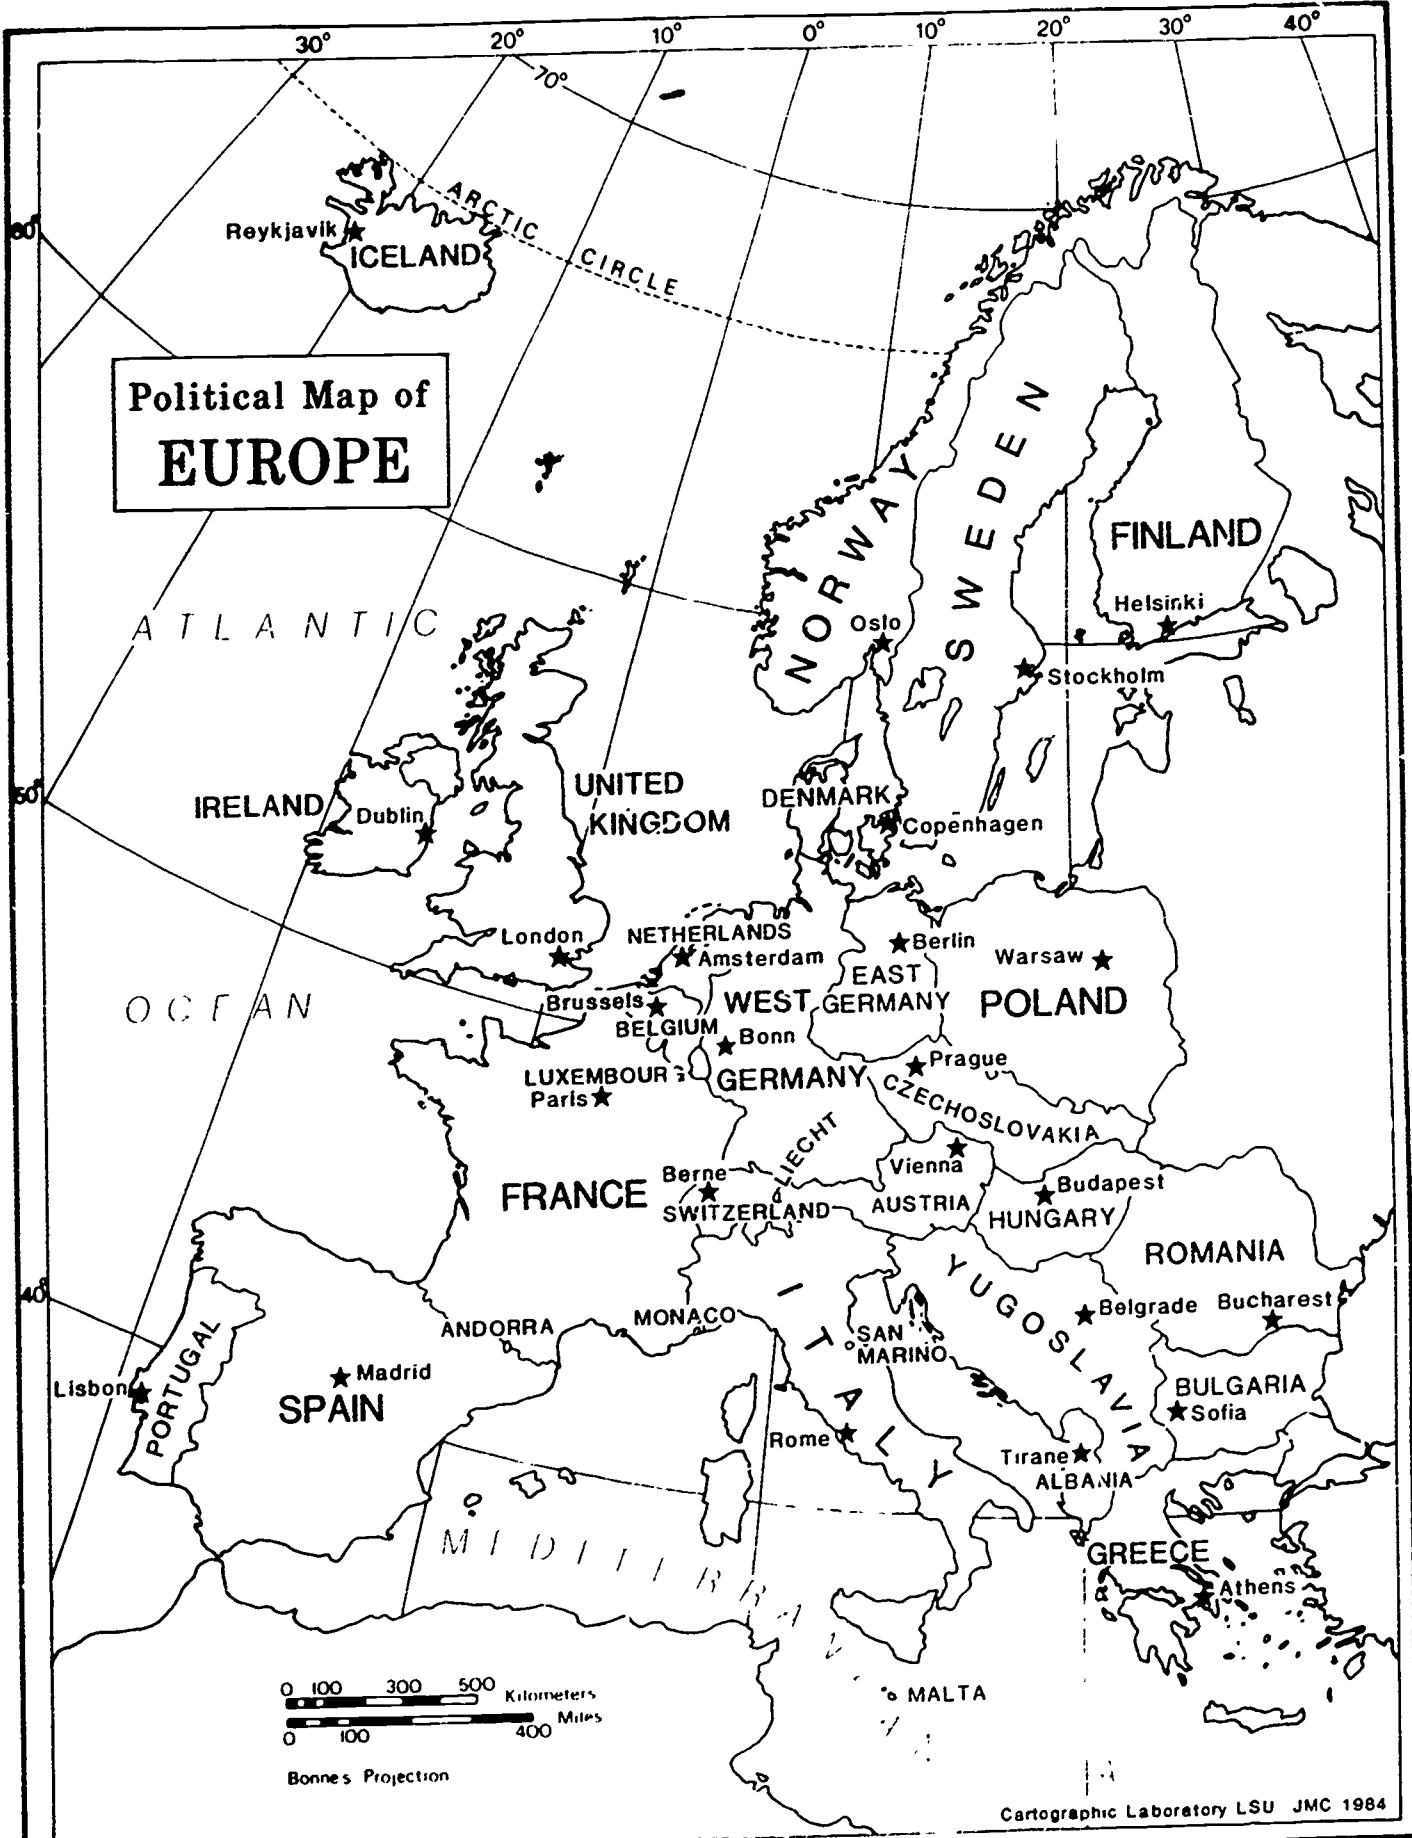 30° 20° 10° 0° 10° 20° 30° 40°
70°
60°
50°
40°
ARCTIC CIRCLE
Reykjavik
ICELAND
Political Map of
EUROPE
ATLANTIC
OCEAN
NORWAY
SWEDEN
FINLAND
Helsinki
Oslo
Stockholm
UNITED
KINGDOM
IRELAND
Dublin
DENMARK
Copenhagen
London
NETHERLANDS
Amsterdam
Berlin
Warsaw
EAST
GERMANY
POLAND
Brussels
BELGIUM
WEST
GERMANY
Bonn
Prague
LUXEMBOURG
Paris
CZECHOSLOVAKIA
LIECHT
Vienna
AUSTRIA
Berne
SWITZERLAND
FRANCE
Budapest
HUNGARY
ROMANIA
YUGOSLAVIA
Belgrade
Bucharest
ANDORRA
MONACO
SAN
MARINO
ITALY
BULGARIA
Sofia
PORTUGAL
Lisbon
Madrid
SPAIN
Rome
Tirane
ALBANIA
GREECE
Athens
MALTA
0 100 300 500 Kilometers
Miles
0 100 400
Bonnes Projection
Cartographic Laboratory LSU JMC 1984